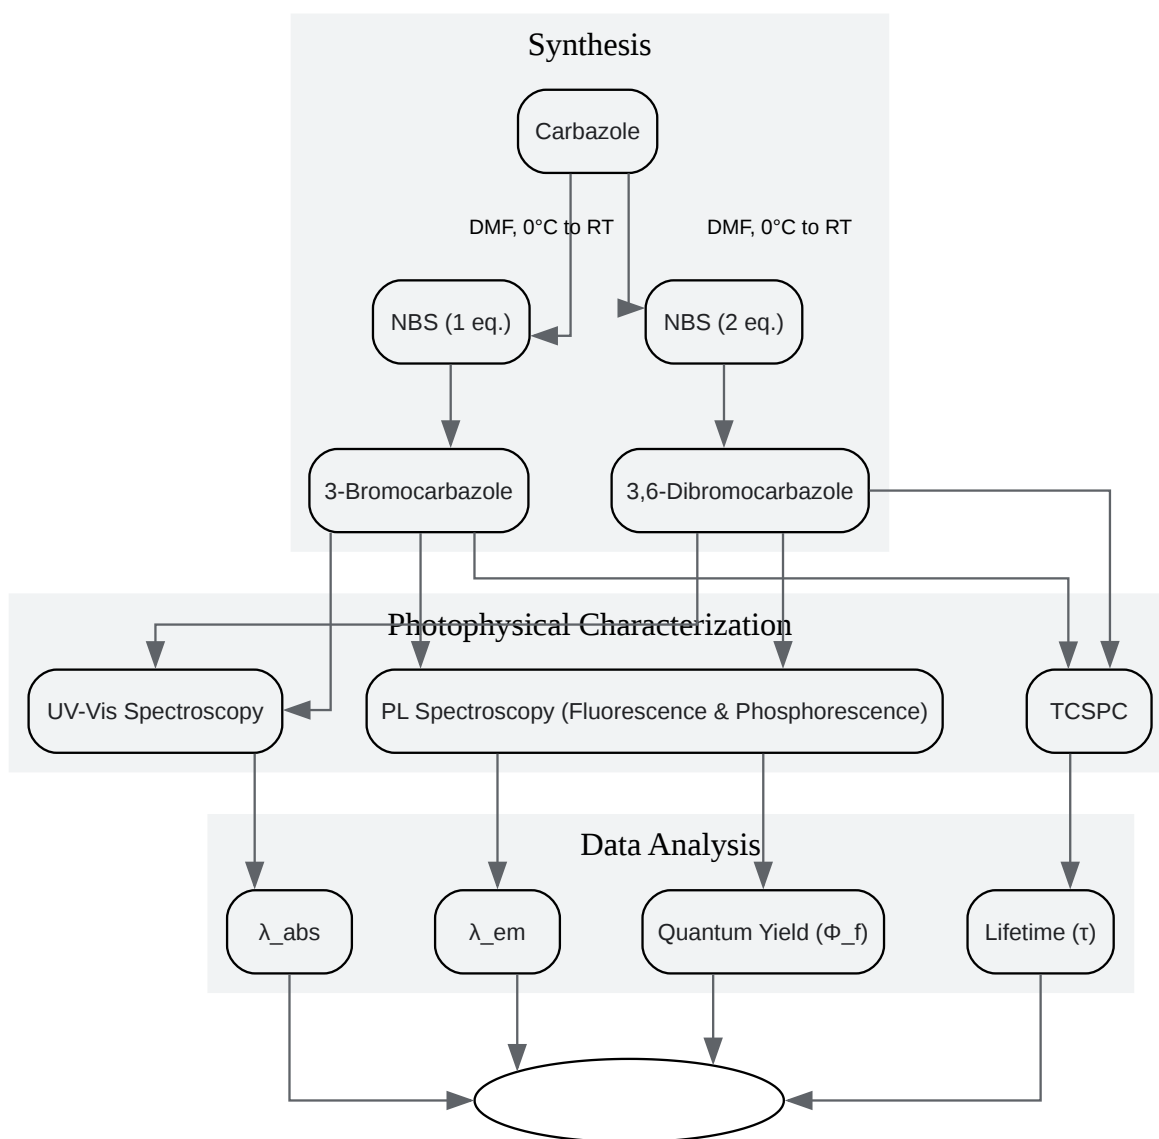 Synthesis
Carbazole
DMF, 0°C to RT
DMF, 0°C to RT
NBS (1 eq.)
NBS (2 eq.)
3-Bromocarbazole
3,6-Dibromocarbazole
Photophysical Characterization
UV-Vis Spectroscopy
PL Spectroscopy (Fluorescence & Phosphorescence)
TCSPC
Data Analysis
λ_abs
λ_em
Quantum Yield (Φ_f)
Lifetime (τ)